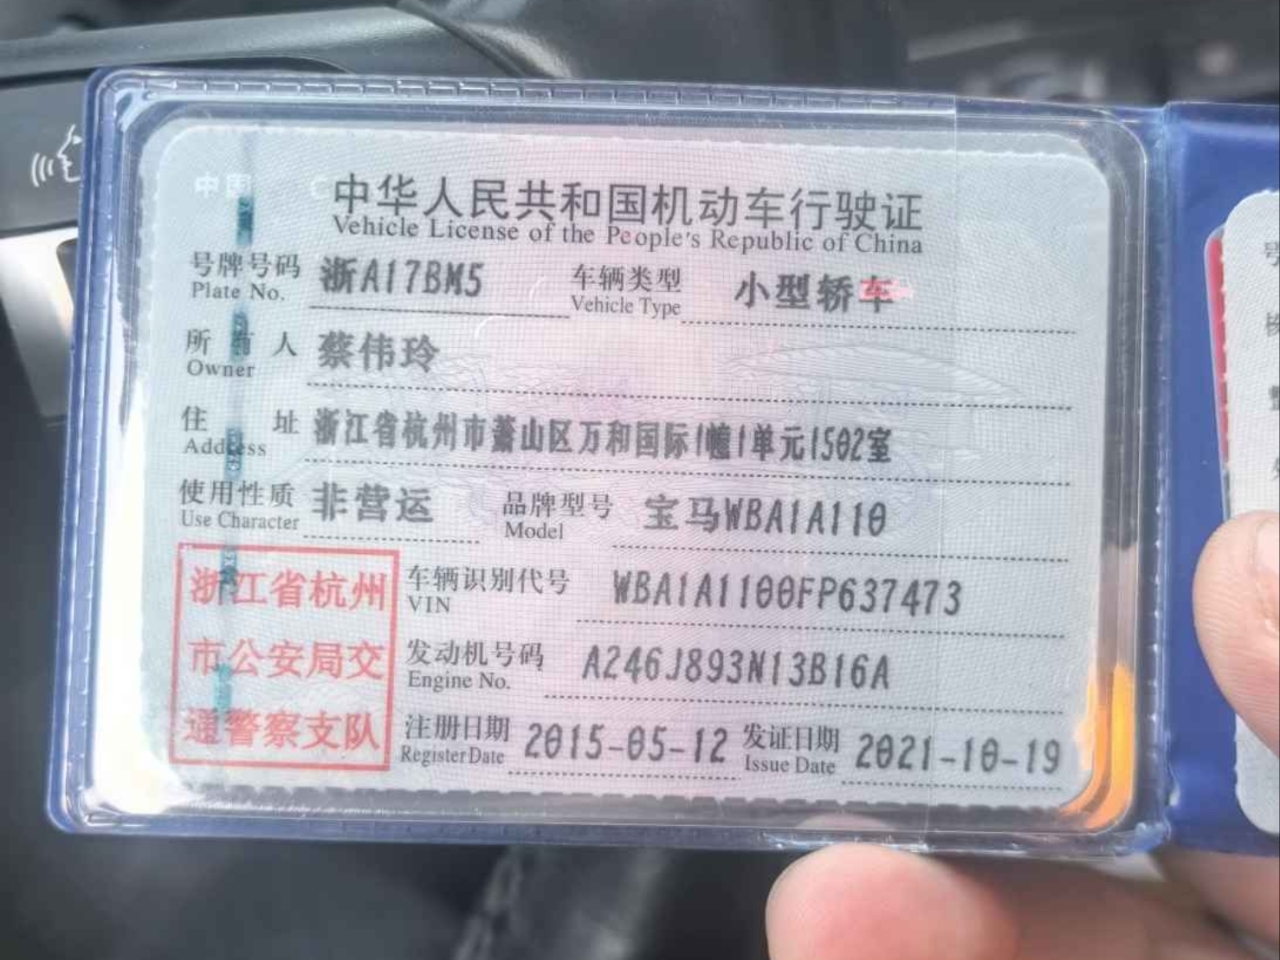 中国
中华人民共和国机动车行驶证
Vehicle License of the People's Republic of China
号牌号码 浙A17BM5 车辆类型 小型轿车
Plate No. Vehicle Type
所有人 蔡伟玲
Owner
住址 浙江省杭州市萧山区万和国际1幢1单元1502室
Address
使用性质 非营运 品牌型号 宝马WBA1A110
Use Character Model
浙江省杭州
市公安局交
通警察支队
车辆识别代号 WBA1A1100FP637473
VIN
发动机号码 A246J893N13B16A
Engine No.
注册日期 2015-05-12 发证日期 2021-10-19
Register Date Issue Date
号